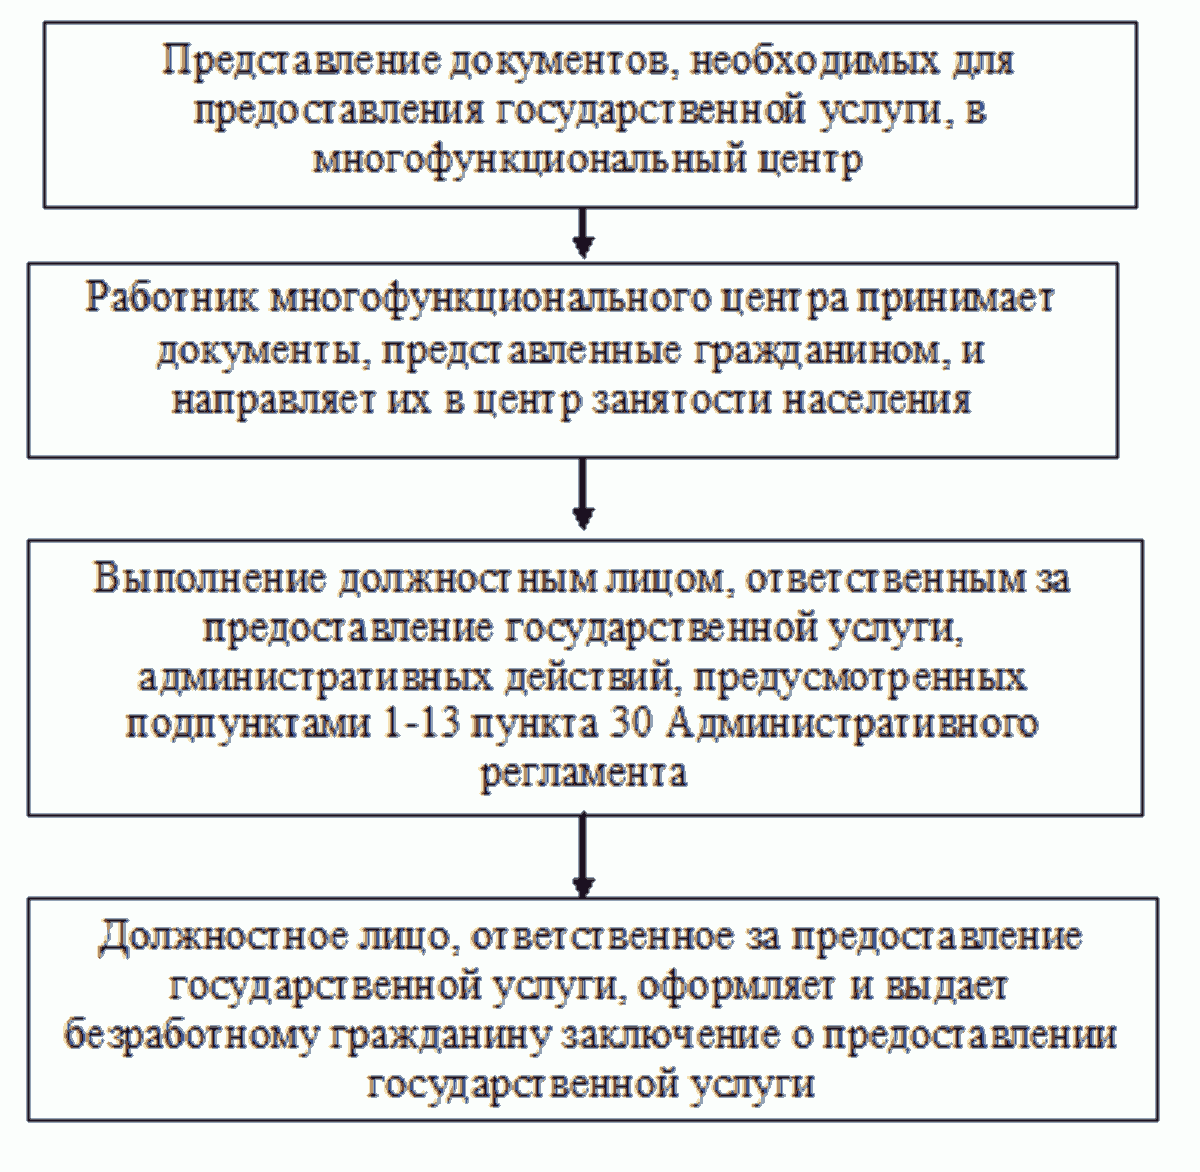 Представление документов, необходимых для
предоставления государственной услуги, в
многофункциональный центр
Работник многофункционального центра принимает
документы, представленные гражданином, и
направляет их в центр занятости населения
Выполнение должностным лицом, ответственным за
предоставление государственной услуги,
административных действий, предусмотренных
подпунктами 1-13 пункта 30 Административного
регламента
Должностное лицо, ответственное за предоставление
государственной услуги, оформляет и выдает
безработному гражданину заключение о предоставлении
государственной услуги